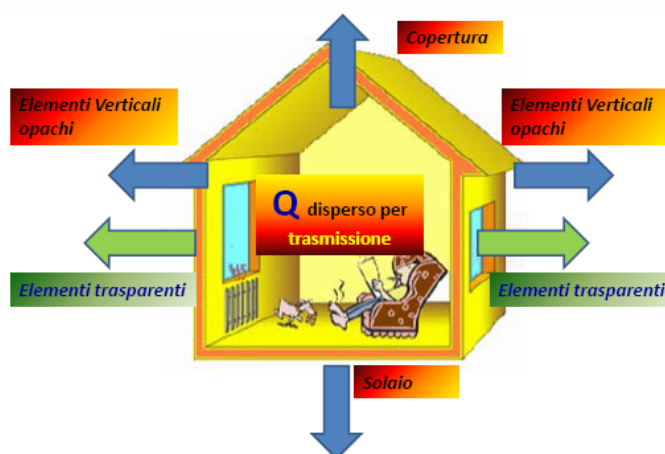 Copertura
Elementi Verticali
opachi
Elementi Verticali
opachi
Q disperso per
trasmissione
Elementi trasparenti
Elementi trasparenti
Solaio